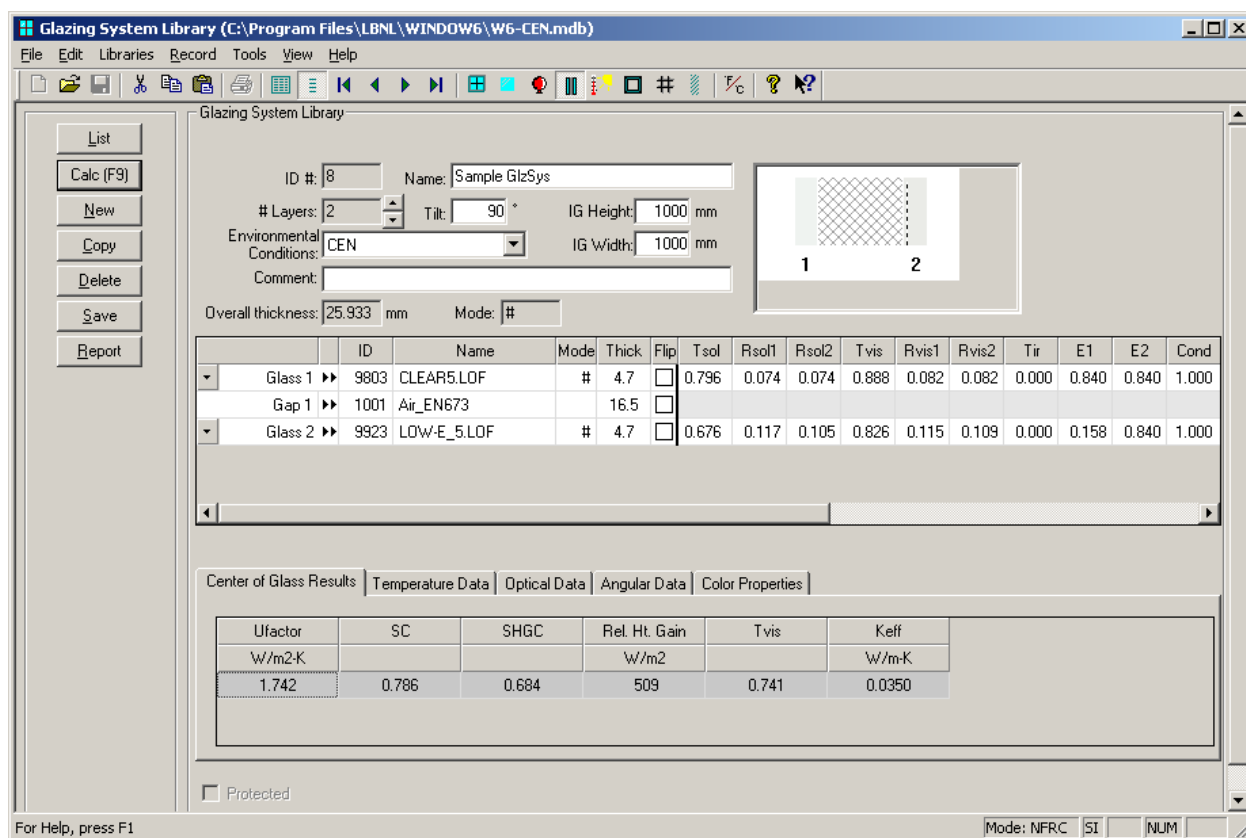 Glazing System Library (C:\Program Files\LBNL\WINDOW6\W6-CEN.mdb)
File Edit Libraries Record Tools View Help
Glazing System Library
List
Calc (F9)
New
Copy
Delete
Save
Report
ID #: 8 Name: Sample GlzSys
# Layers: 2 Tilt: 90 ° IG Height: 1000 mm
Environmental Conditions: CEN IG Width: 1000 mm
Comment:
Overall thickness: 25.933 mm Mode: #
1 2
ID Name Mode Thick Flip Tsol Rsol1 Rsol2 Tvis Rvis1 Rvis2 Tir E1 E2 Cond
Glass 1 9803 CLEAR5.LOF # 4.7 0.796 0.074 0.074 0.888 0.082 0.082 0.000 0.840 0.840 1.000
Gap 1 1001 Air_EN673 16.5
Glass 2 9923 LOW-E_5.LOF # 4.7 0.676 0.117 0.105 0.826 0.115 0.109 0.000 0.158 0.840 1.000
Center of Glass Results Temperature Data Optical Data Angular Data Color Properties
Ufactor SC SHGC Rel. Ht. Gain Tvis Keff
W/m2-K W/m2 W/m-K
1.742 0.786 0.684 509 0.741 0.0350
Protected
For Help, press F1 Mode: NFRC SI NUM